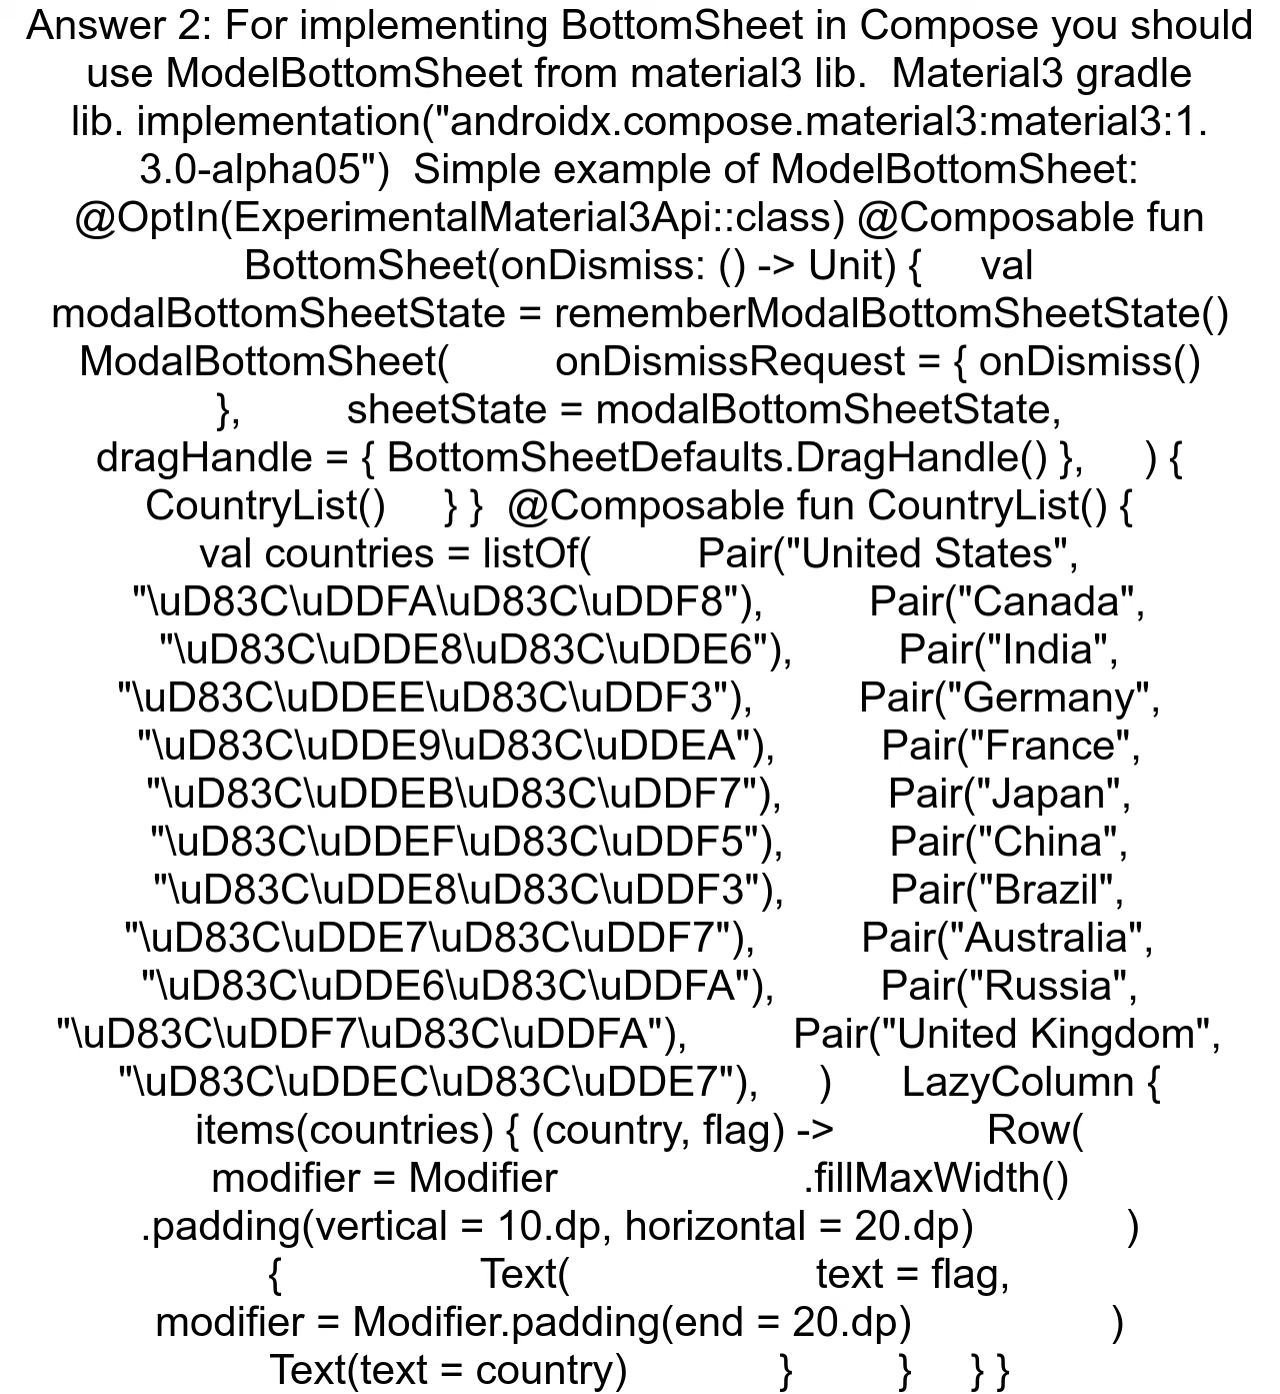 Answer 2: For implementing BottomSheet in Compose you should
use ModelBottomSheet from material3 lib.  Material3 gradle
lib. implementation("androidx.compose.material3:material3:1.
3.0-alpha05")  Simple example of ModelBottomSheet:
@OptIn(ExperimentalMaterial3Api::class) @Composable fun
BottomSheet(onDismiss: () -> Unit) {     val
modalBottomSheetState = rememberModalBottomSheetState()
ModalBottomSheet(         onDismissRequest = { onDismiss()
},         sheetState = modalBottomSheetState,
dragHandle = { BottomSheetDefaults.DragHandle() },     ) {
CountryList()     } }  @Composable fun CountryList() {
val countries = listOf(         Pair("United States",
"\uD83C\uDDFA\uD83C\uDDF8"),         Pair("Canada",
"\uD83C\uDDE8\uD83C\uDDE6"),         Pair("India",
"\uD83C\uDDEE\uD83C\uDDF3"),         Pair("Germany",
"\uD83C\uDDE9\uD83C\uDDEA"),         Pair("France",
"\uD83C\uDDEB\uD83C\uDDF7"),         Pair("Japan",
"\uD83C\uDDEF\uD83C\uDDF5"),         Pair("China",
"\uD83C\uDDE8\uD83C\uDDF3"),         Pair("Brazil",
"\uD83C\uDDE7\uD83C\uDDF7"),         Pair("Australia",
"\uD83C\uDDE6\uD83C\uDDFA"),         Pair("Russia",
"\uD83C\uDDF7\uD83C\uDDFA"),         Pair("United Kingdom",
"\uD83C\uDDEC\uD83C\uDDE7"),     )      LazyColumn {
items(countries) { (country, flag) ->             Row(
modifier = Modifier                     .fillMaxWidth()
.padding(vertical = 10.dp, horizontal = 20.dp)             )
{                 Text(                     text = flag,
modifier = Modifier.padding(end = 20.dp)                 )
Text(text = country)             }         }     } }